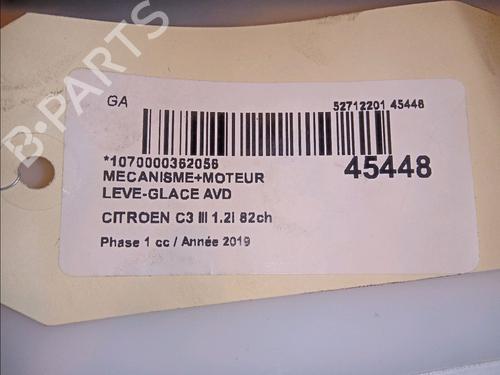 B-PARTS
GA
52712201 45448
*1070000362056
45448
MECANISME+MOTEUR
LEVE-GLACE AVD
CITROEN C3 III 1.2i 82ch
Phase 1 cc / Année 2019